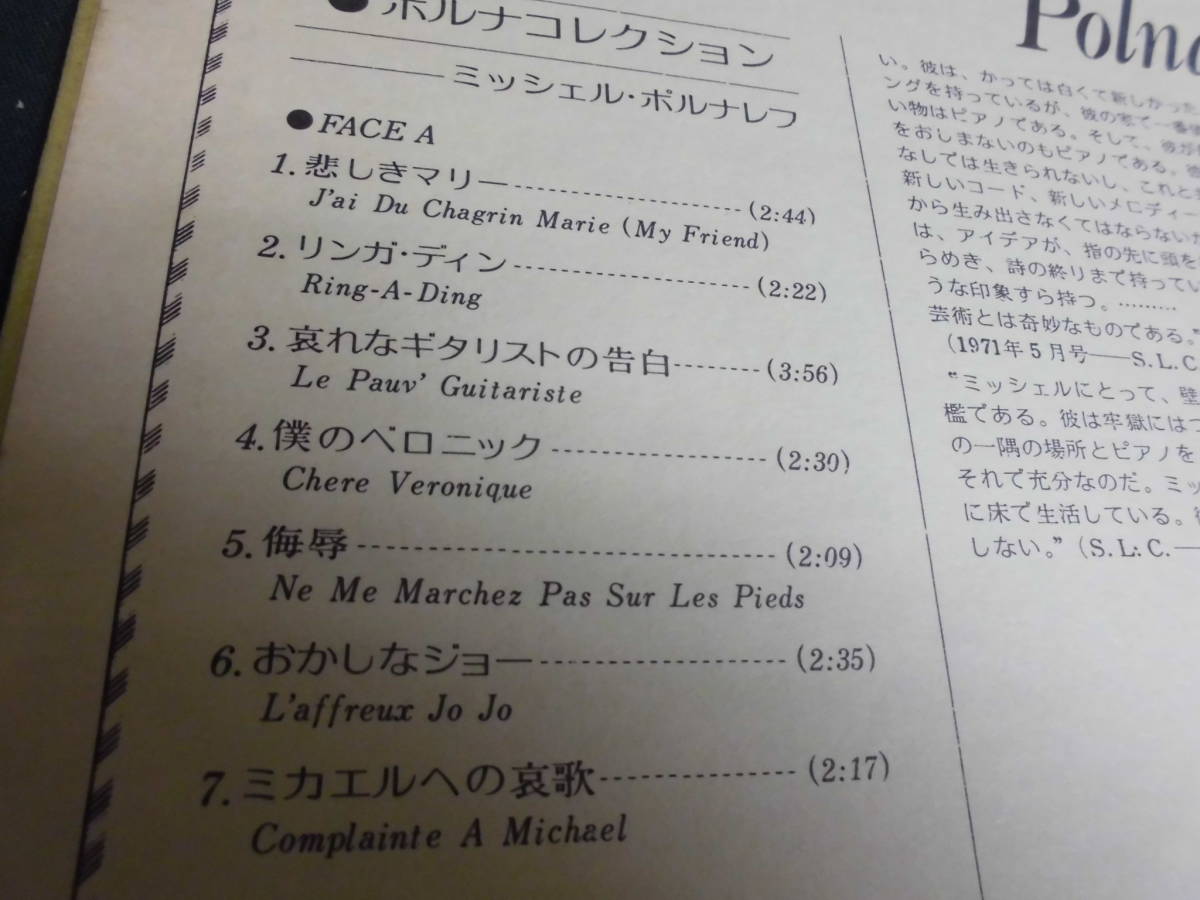 ●ポルナコレクション
ミッシェル・ポルナレフ
●FACE A
1. 悲しきマリー (2:44)
J'ai Du Chagrin Marie (My Friend)
2. リンガ・ディン (2:22)
Ring-A-Ding
3. 哀れなギタリストの告白 (3:56)
Le Pauv' Guitariste
4. 僕のベロニック (2:30)
Chere Veronique
5. 侮辱 (2:09)
Ne Me Marchez Pas Sur Les Pieds
6. おかしなジョー (2:35)
L'affreux Jo Jo
7. ミカエルへの哀歌 (2:17)
Complainte A Michael
Polna
い。彼は、かっては白くて新しかった
ングを持っているが、彼の家で一番
い物はピアノである。そして、彼が
をおしまないのもピアノである。
なしでは生きられないし、これと
新しいコード、新しいメロディー
から生み出さなくてはならない
は、アイデアが、指の先に頭を
らめき、詩の終りまで持ってい
うな印象すら持つ。………
芸術とは奇妙なものである。
(1971年5月号——S.L.C.
“ミッシェルにとって、壁
檻である。彼は牢獄には
の一隅の場所とピアノを
それで充分なのだ。ミッ
に床で生活している。
しない。”(S.L.C.—